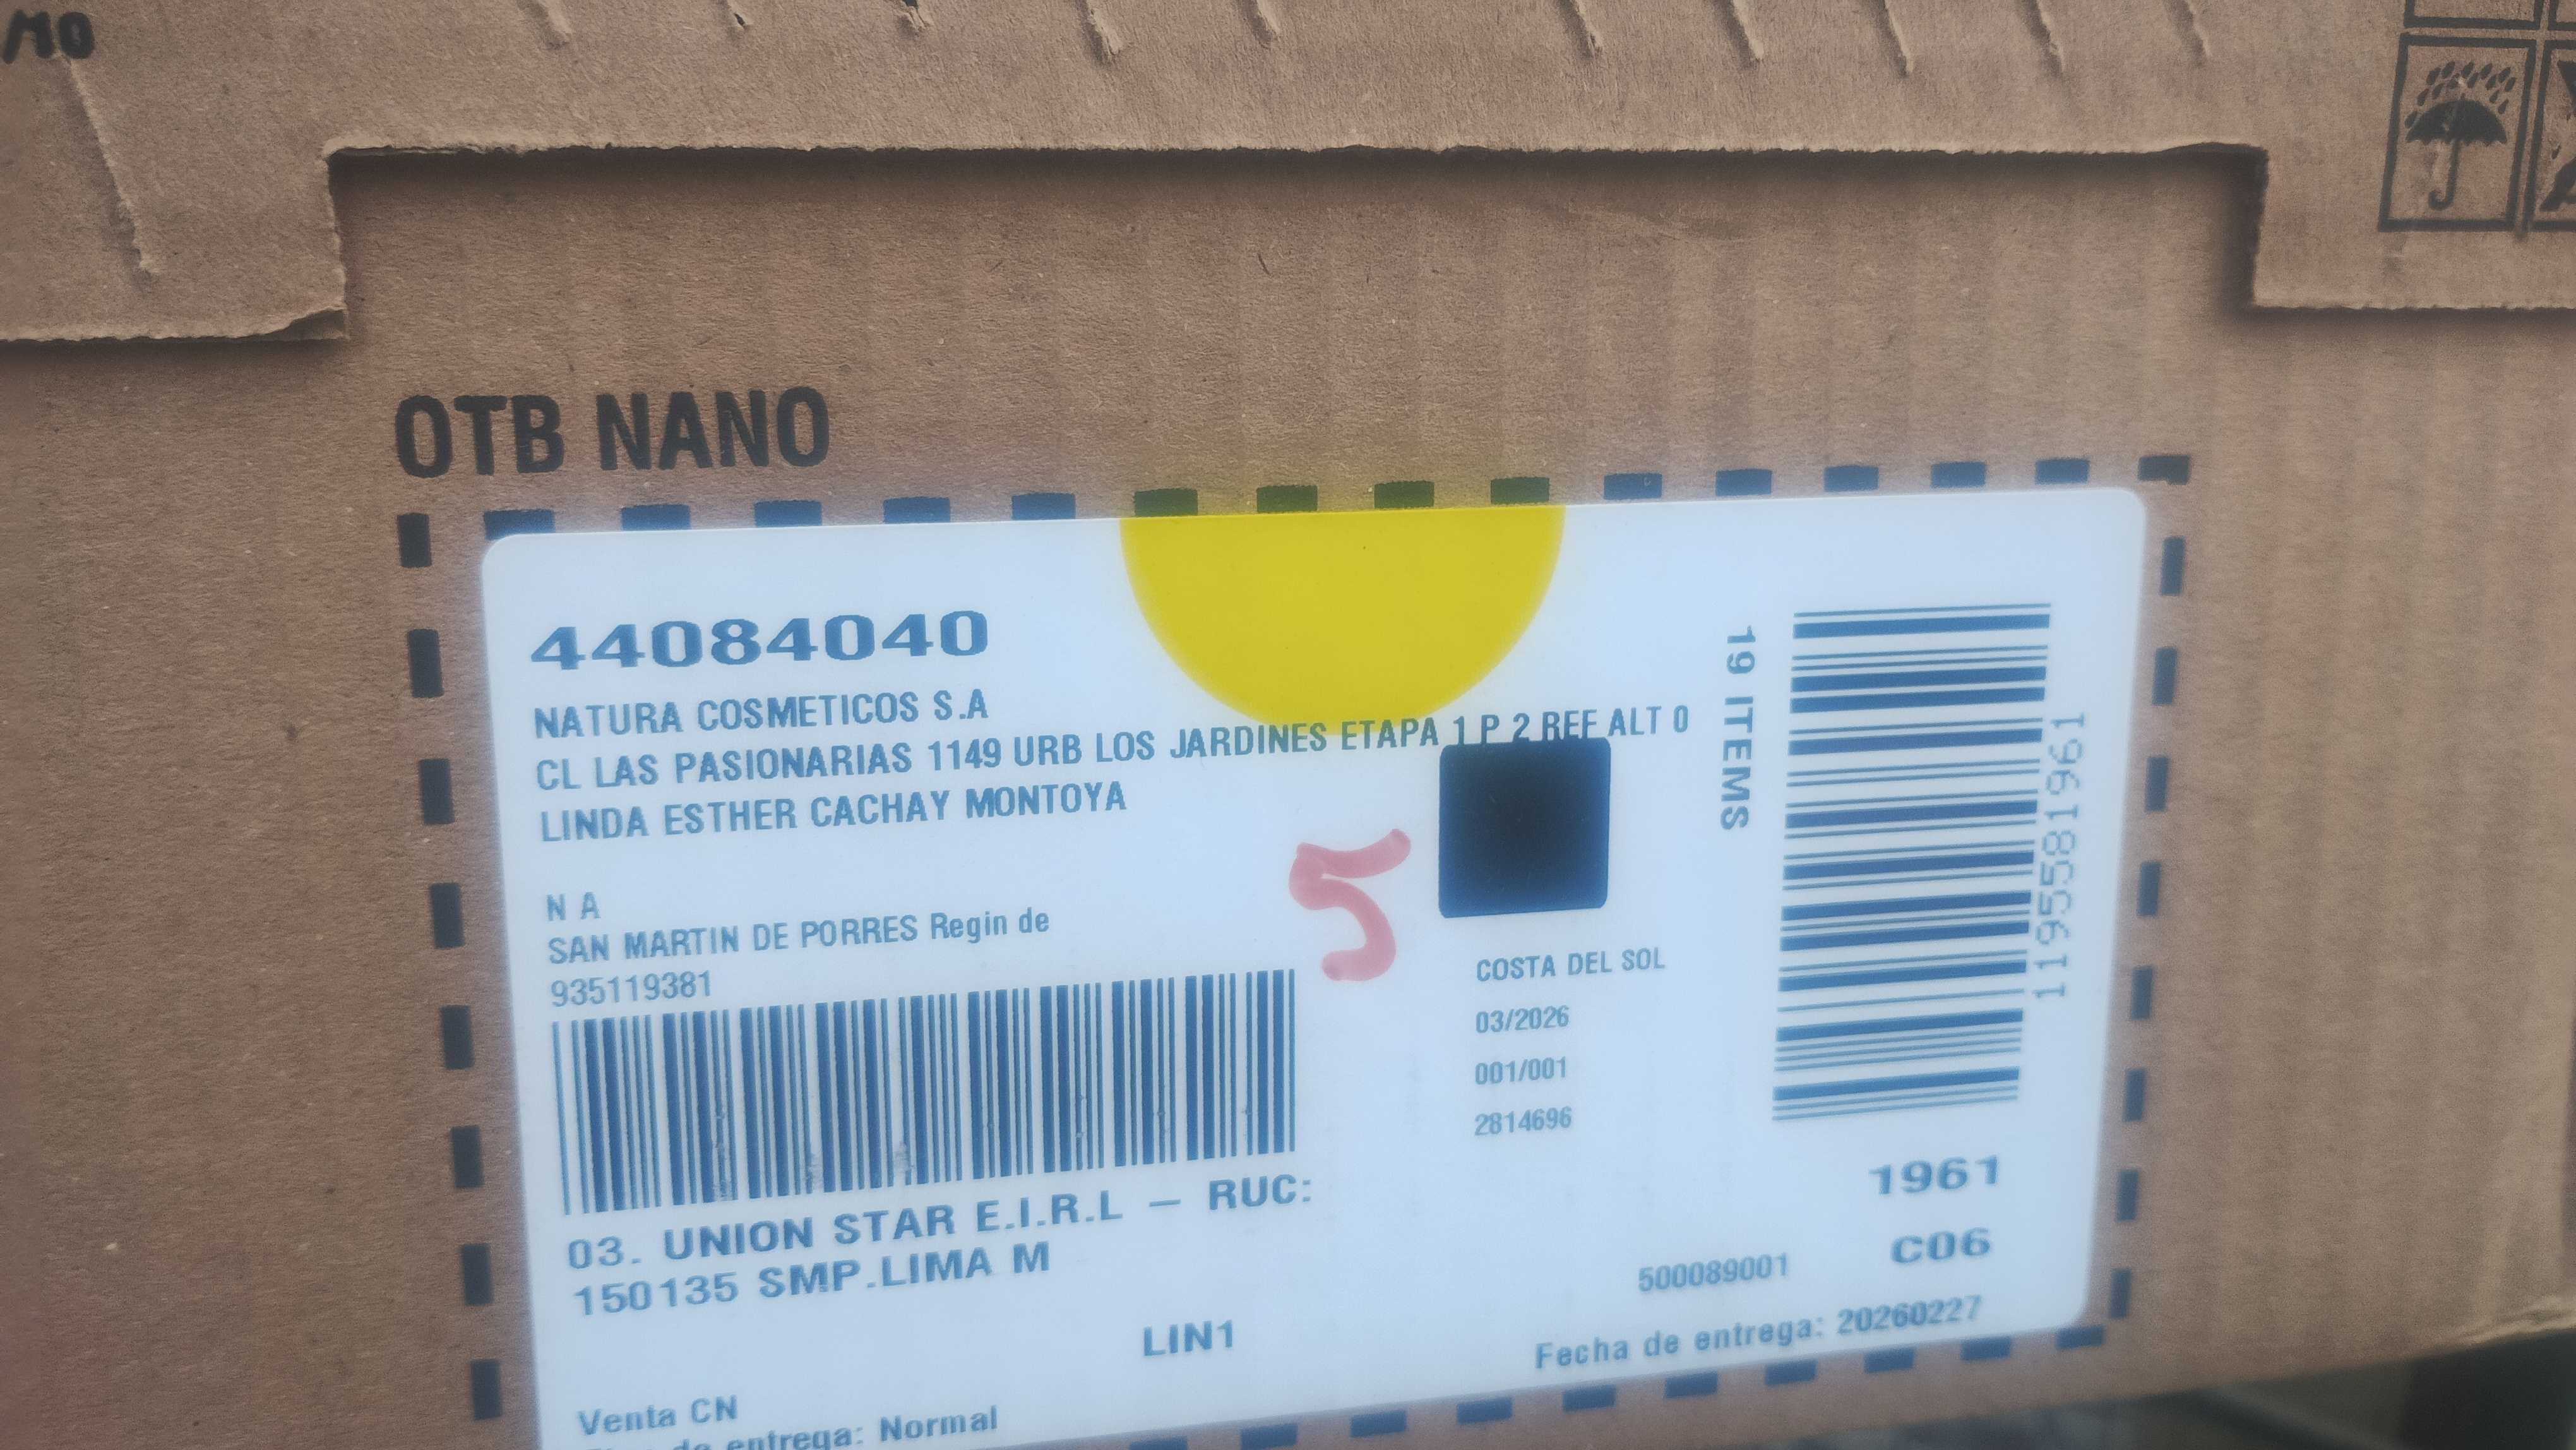 /10
OTB NANO
44084040
NATURA COSMETICOS S.A
CL LAS PASIONARIAS 1149 URB LOS JARDINES ETAPA 1 P 2 REF ALT 0
LINDA ESTHER CACHAY MONTOYA
N A
SAN MARTIN DE PORRES Regin de
935119381
5
19 ITEMS
1195581961
COSTA DEL SOL
03/2026
001/001
2814696
03. UNION STAR E.I.R.L – RUC:
150135 SMP.LIMA M
1961
C06
500089001
LIN1
Fecha de entrega: 20260227
Venta CN
entrega: Normal